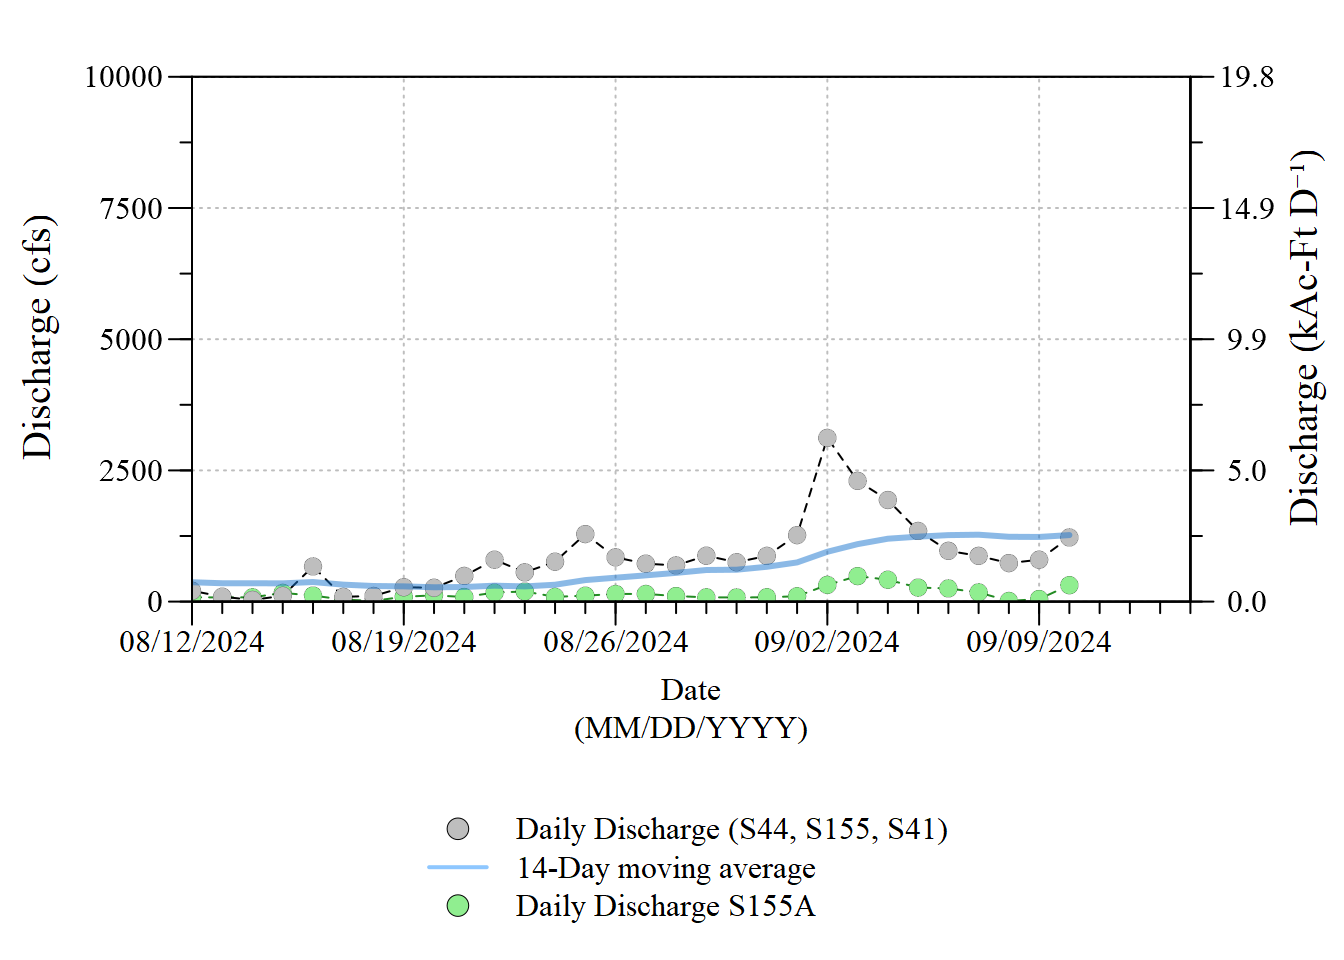 10000
7500
5000
2500
0
Discharge (cfs)
19.8
14.9
9.9
5.0
0.0
Discharge (kAc-Ft D⁻¹)
08/12/2024 08/19/2024 08/26/2024 09/02/2024 09/09/2024
Date
(MM/DD/YYYY)
Daily Discharge (S44, S155, S41)
14-Day moving average
Daily Discharge S155A